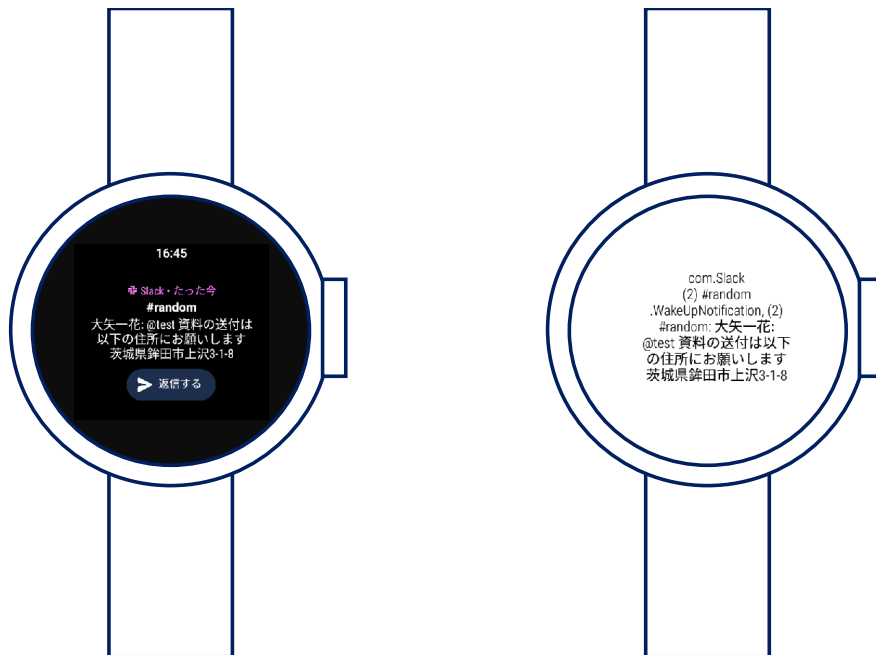 16:45
Slack・たった今
#random
大矢一花: @test 資料の送付は
以下の住所にお願いします
茨城県鉾田市上沢3-1-8
返信する
com.Slack
(2) #random
.WakeUpNotification, (2)
#random: 大矢一花:
@test 資料の送付は以下
の住所にお願いします
茨城県鉾田市上沢3-1-8